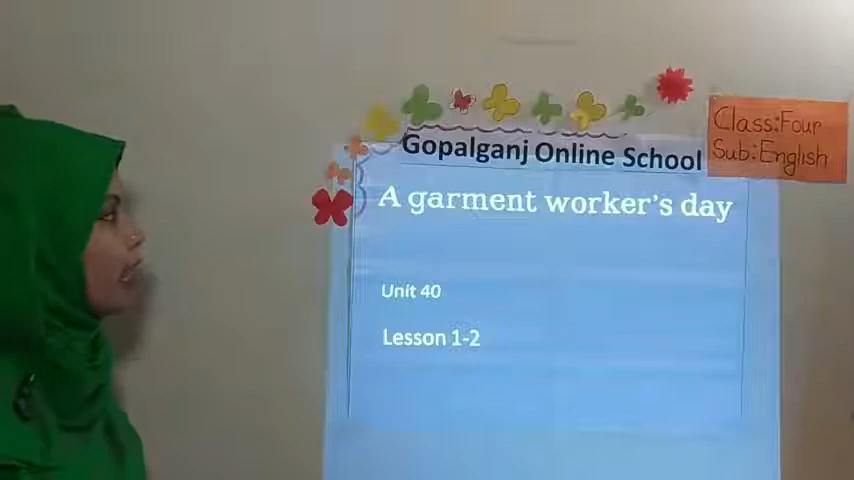 Gopalganj Online School
Class:Four
Sub:English
A garment worker's day
Unit 40
Lesson 1-2